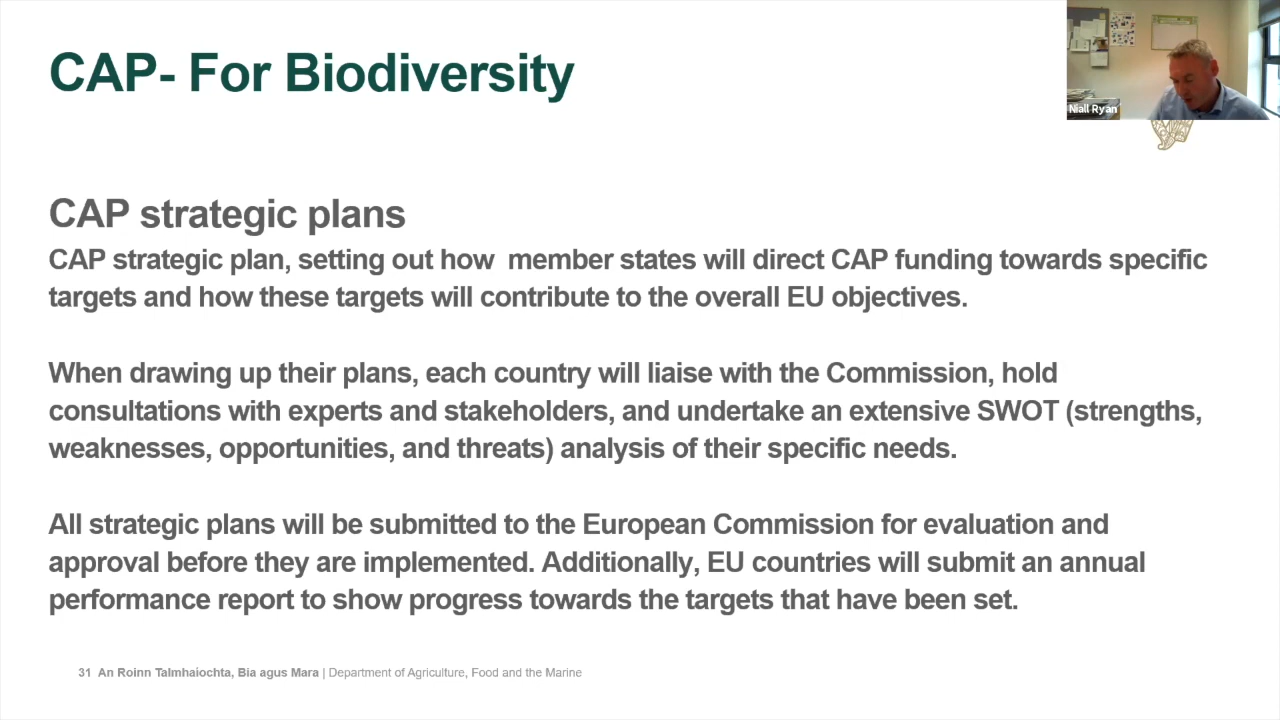 CAP- For Biodiversity
Niall Ryan
CAP strategic plans
CAP strategic plan, setting out how  member states will direct CAP funding towards specific
targets and how these targets will contribute to the overall EU objectives.
When drawing up their plans, each country will liaise with the Commission, hold
consultations with experts and stakeholders, and undertake an extensive SWOT (strengths,
weaknesses, opportunities, and threats) analysis of their specific needs.
All strategic plans will be submitted to the European Commission for evaluation and
approval before they are implemented. Additionally, EU countries will submit an annual
performance report to show progress towards the targets that have been set.
31 An Roinn Talmhaiochta, Bia agus Mara | Department of Agriculture, Food and the Marine